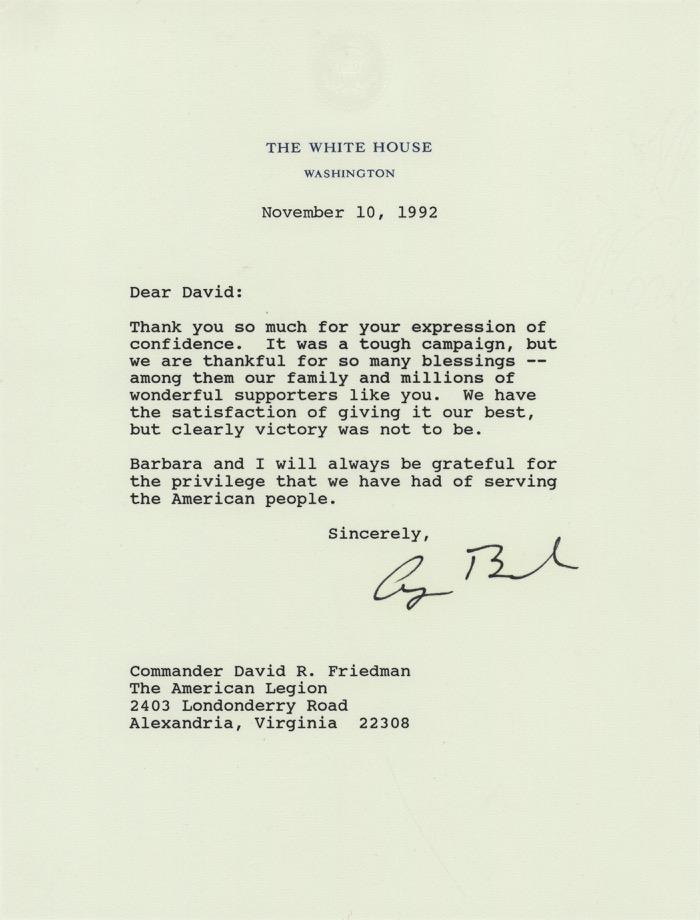 THE WHITE HOUSE
WASHINGTON
November 10, 1992
Dear David:
Thank you so much for your expression of
confidence.  It was a tough campaign, but
we are thankful for so many blessings --
among them our family and millions of
wonderful supporters like you.  We have
the satisfaction of giving it our best,
but clearly victory was not to be.
Barbara and I will always be grateful for
the privilege that we have had of serving
the American people.
Sincerely,
Commander David R. Friedman
The American Legion
2403 Londonderry Road
Alexandria, Virginia  22308